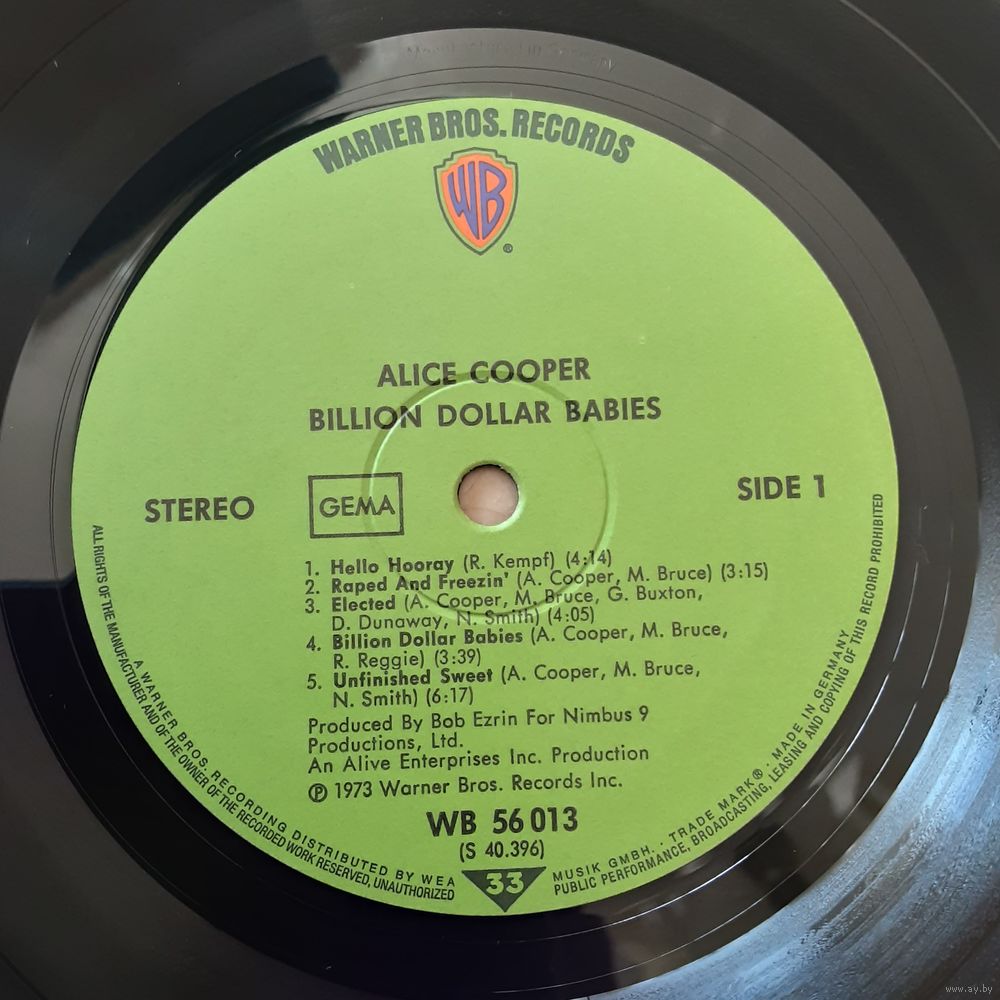 WARNER BROS. RECORDS
WB
®
ALICE COOPER
BILLION DOLLAR BABIES
STEREO
GEMA
SIDE 1
1. Hello Hooray (R. Kempf) (4:14)
2. Raped And Freezin' (A. Cooper, M. Bruce) (3:15)
3. Elected (A. Cooper, M. Bruce, G. Buxton,
D. Dunaway, N. Smith) (4:05)
4. Billion Dollar Babies (A. Cooper, M. Bruce,
R. Reggie) (3:39)
5. Unfinished Sweet (A. Cooper, M. Bruce,
N. Smith) (6:17)
Produced By Bob Ezrin For Nimbus 9
Productions, Ltd.
An Alive Enterprises Inc. Production
Ⓟ 1973 Warner Bros. Records Inc.
WB 56 013
(S 40.396)
33
A WARNER BROS. RECORDING DISTRIBUTED BY WEA MUSIK GMBH. · TRADE MARK® · MADE IN GERMANY
ALL RIGHTS OF THE MANUFACTURER AND OF THE OWNER OF THE RECORDED WORK RESERVED, UNAUTHORIZED PUBLIC PERFORMANCE, BROADCASTING, LEASING AND COPYING OF THIS RECORD PROHIBITED
Manufactured in Germany
www.ay.by